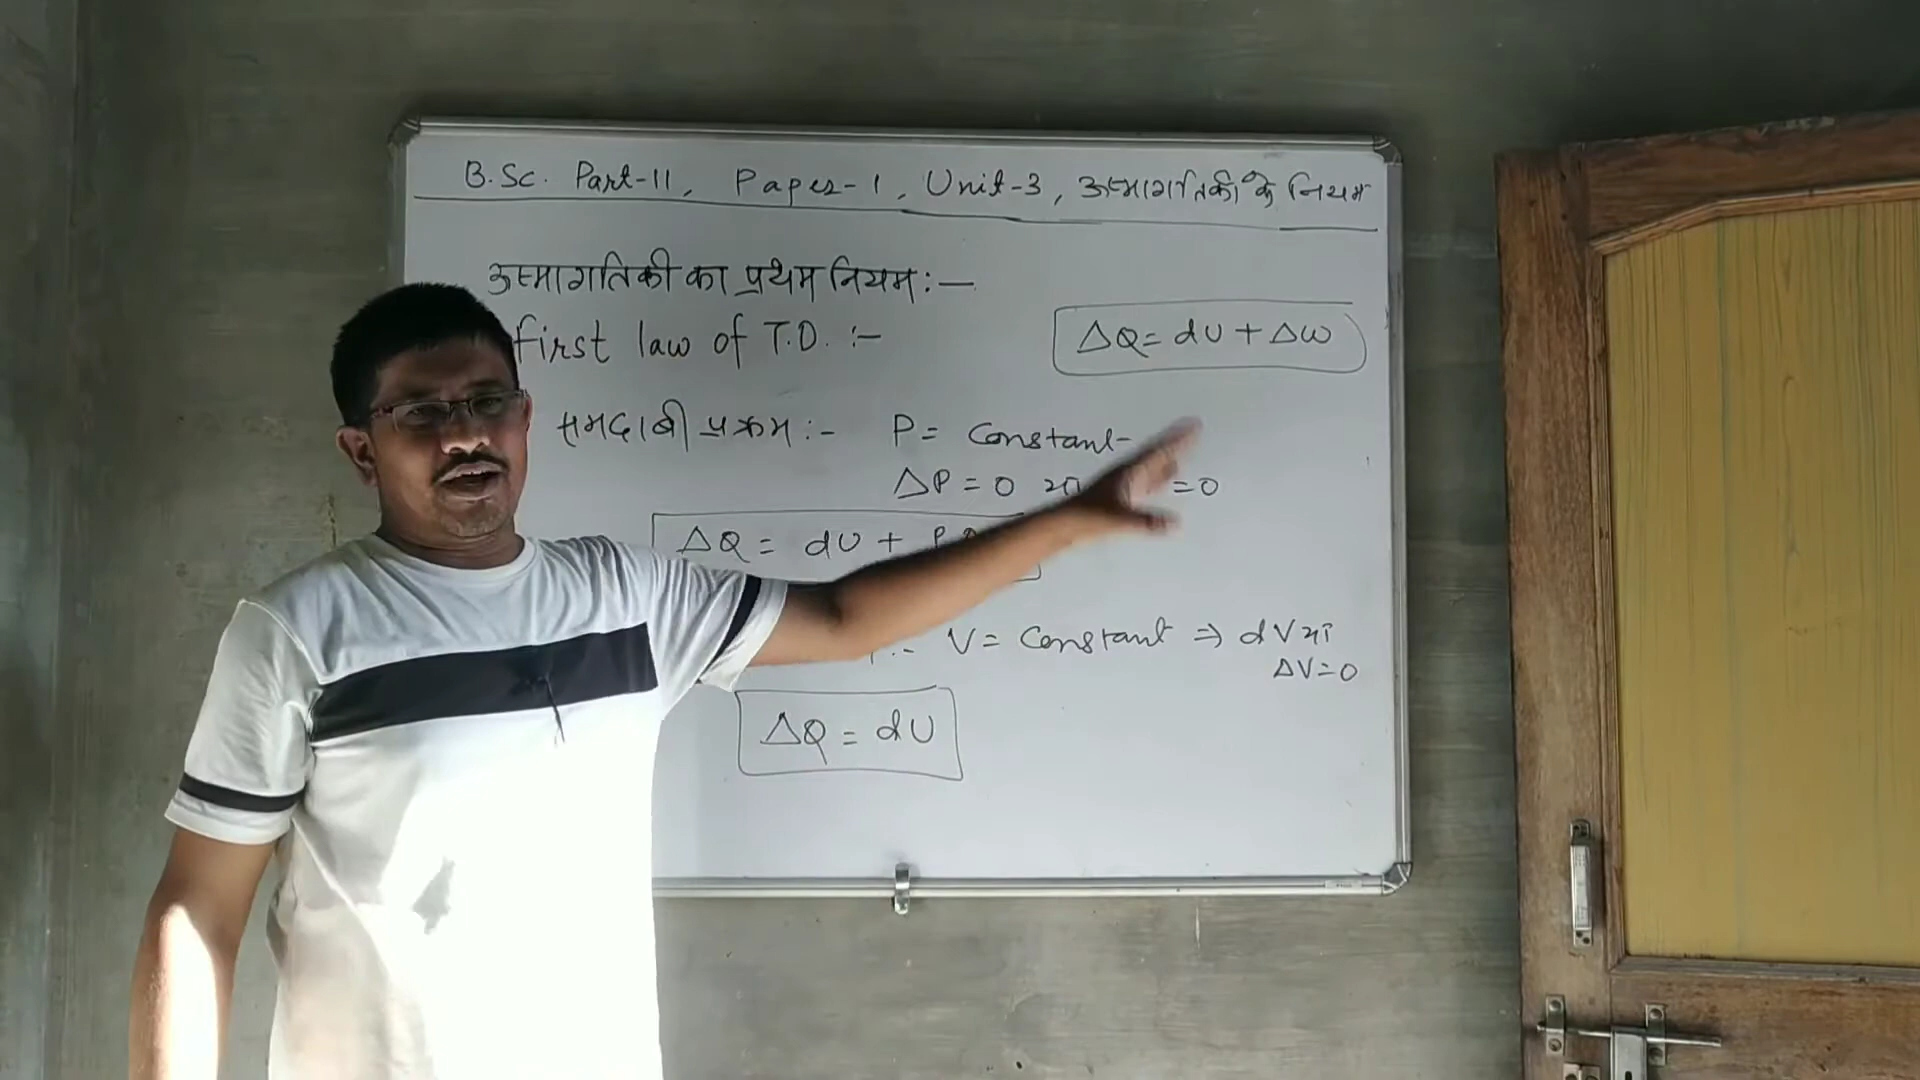 B.Sc. Part-II, Paper-1, Unit-3, ऊष्मागतिकी के नियम
ऊष्मागतिकी का प्रथम नियम :—
First law of T.D. :-
ΔQ = dU + ΔW
समदाबी प्रक्रम :- P = Constant
ΔP = 0 या = 0
ΔQ = dU + P
V = Constant ⇒ dV या
ΔV = 0
ΔQ = dU